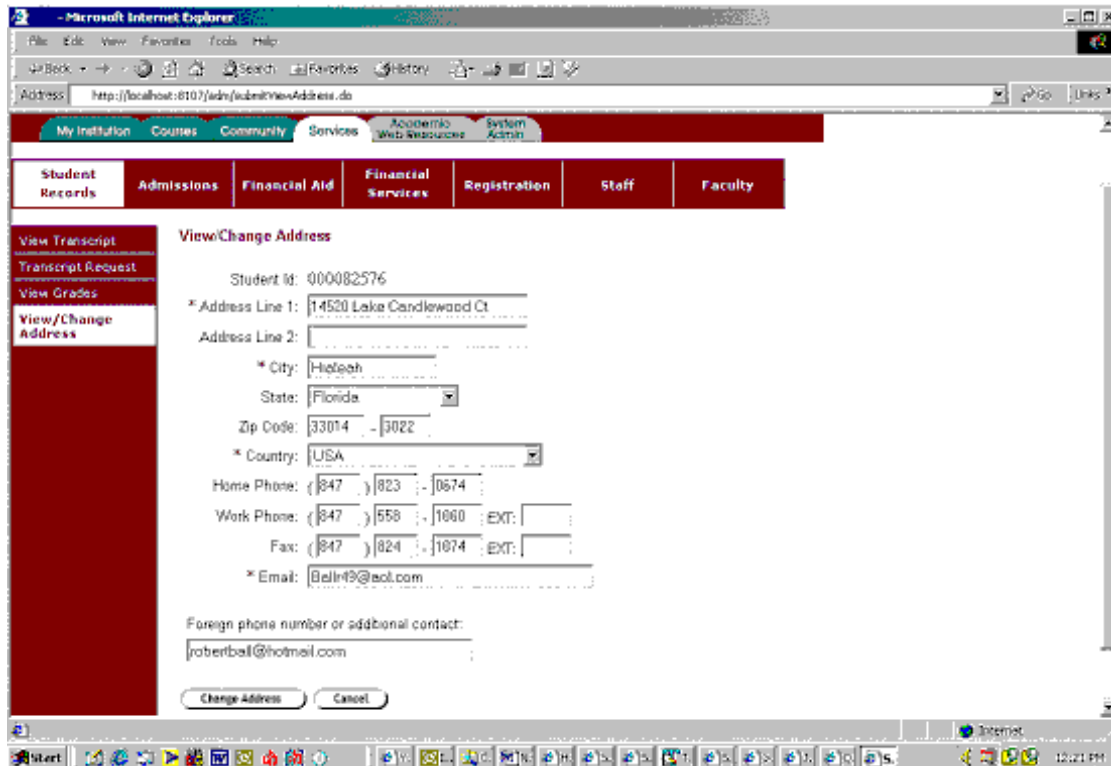 - Microsoft Internet Explorer
File Edit View Favorites Tools Help
Back Search Favorites History
Address http://localhost:8107/adm/submitViewAddress.do Go Links
My Institution Courses Community Services Academic Web Resources System Admin
Student Records Admissions Financial Aid Financial Services Registration Staff Faculty
View Transcript
Transcript Request
View Grades
View/Change Address
View/Change Address
Student Id: 000082576
* Address Line 1: 14520 Lake Candlewood Ct
Address Line 2:
* City: Hialeah
State: Florida
Zip Code: 33014 -
* Country: USA
Home Phone: (847) 823 - 0674
Work Phone: (847) 558 - 1060 EXT:
Fax: (847) 824 - 1074 EXT:
* Email: Bellr49@aol.com
Foreign phone number or additional contact:
robertball@hotmail.com
Change Address Cancel
Internet
Start 12:21 PM